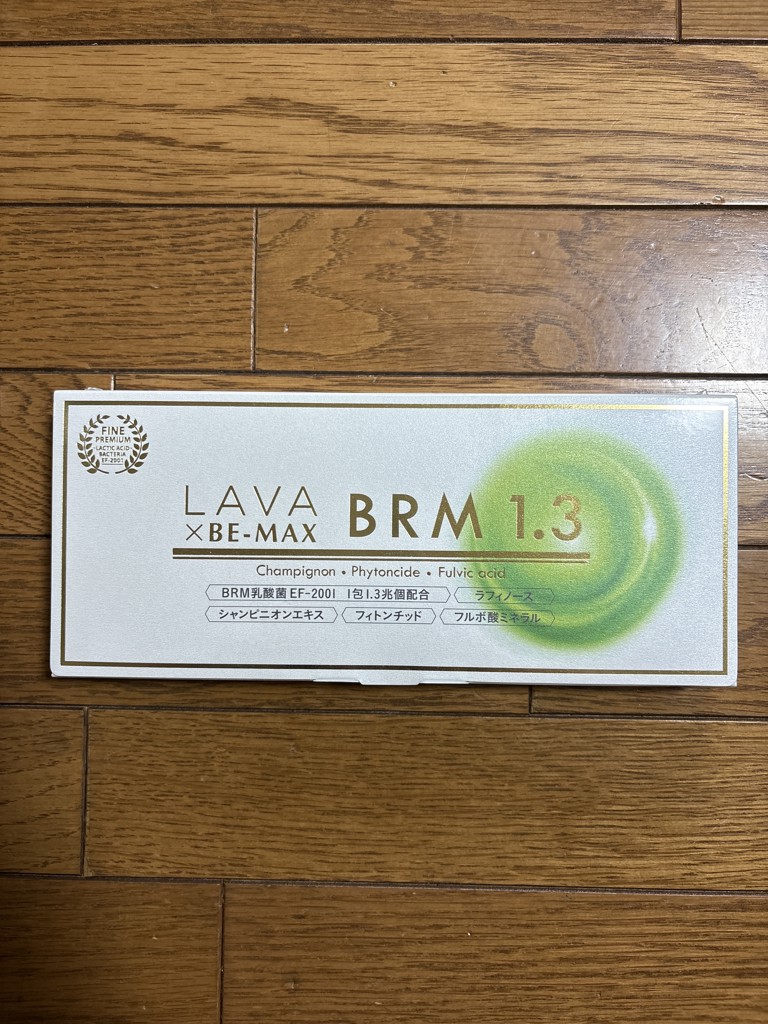 FINE
PREMIUM
-LACTIC ACID-
BACTERIA
EF-2001
LAVA
×BE-MAX
BRM 1.3
Champignon • Phytoncide • Fulvic acid
BRM乳酸菌EF-2001 1包1.3兆個配合
ラフィノース
シャンピニオンエキス
フィトンチッド
フルボ酸ミネラル